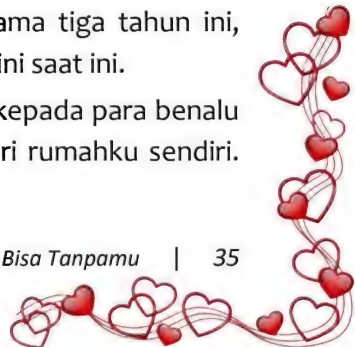 ama tiga tahun ini,
ini saat ini.
kepada para benalu
ri rumahku sendiri.
Bisa Tanpamu | 35